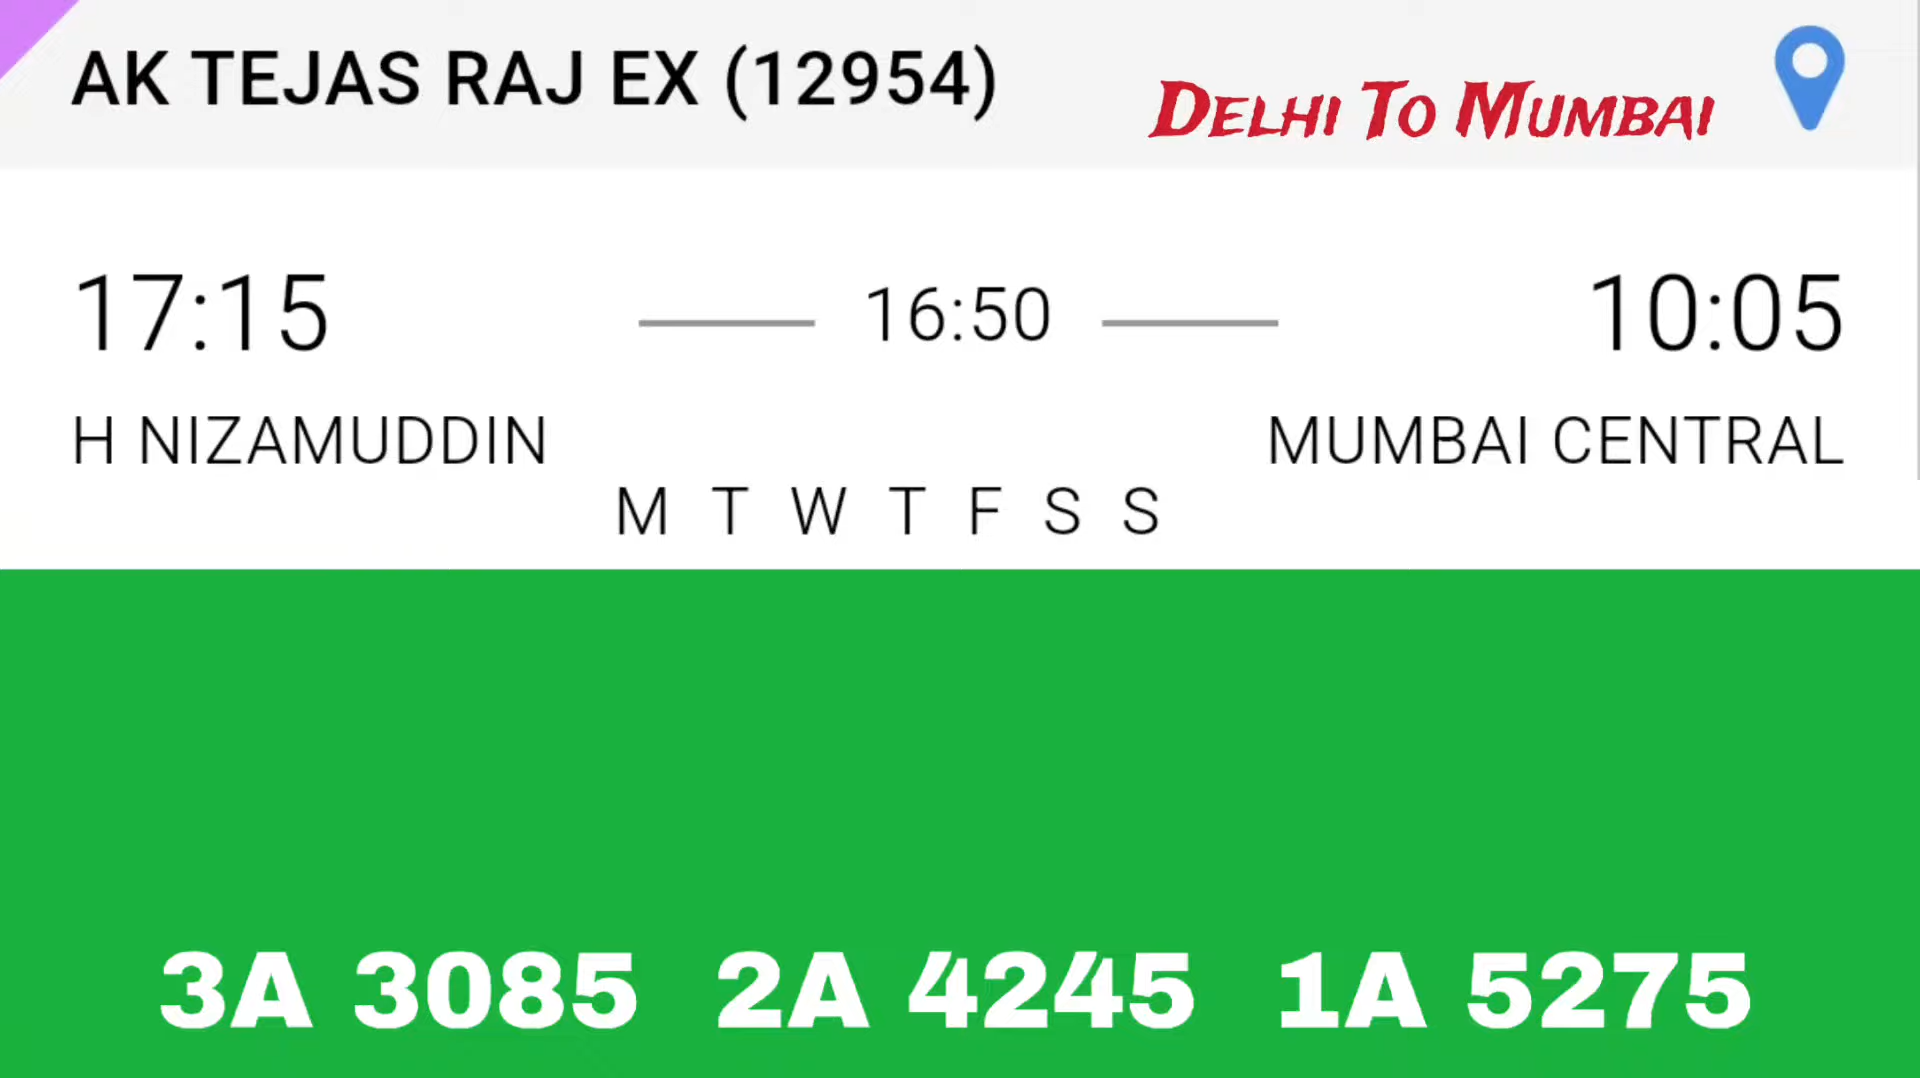 AK TEJAS RAJ EX (12954)
DELHI TO MUMBAI
17:15 16:50 10:05
H NIZAMUDDIN MUMBAI CENTRAL
M T W T F S S
3A 3085 2A 4245 1A 5275